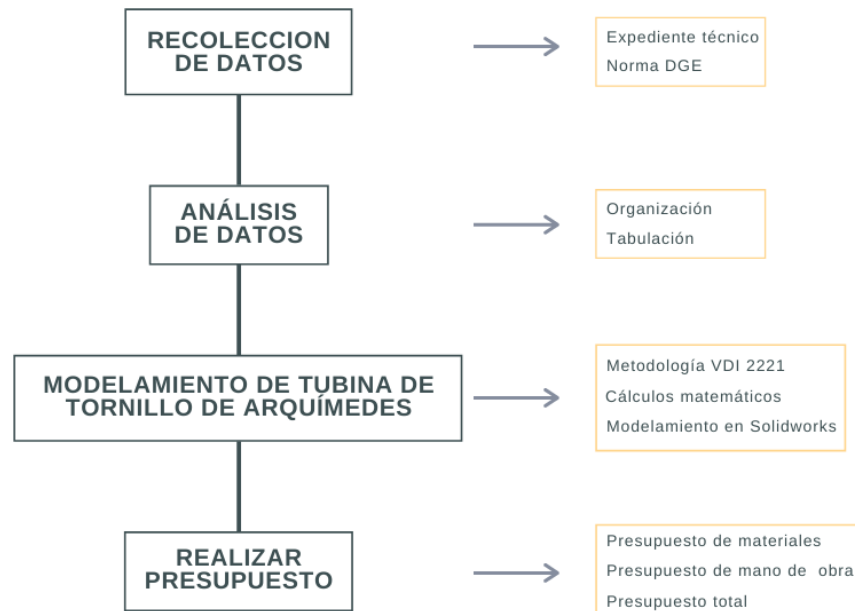 RECOLECCION
DE DATOS
Expediente técnico
Norma DGE
ANÁLISIS
DE DATOS
Organización
Tabulación
MODELAMIENTO DE TUBINA DE
TORNILLO DE ARQUÍMEDES
Metodología VDI 2221
Cálculos matemáticos
Modelamiento en Solidworks
REALIZAR
PRESUPUESTO
Presupuesto de materiales
Presupuesto de mano de obra
Presupuesto total